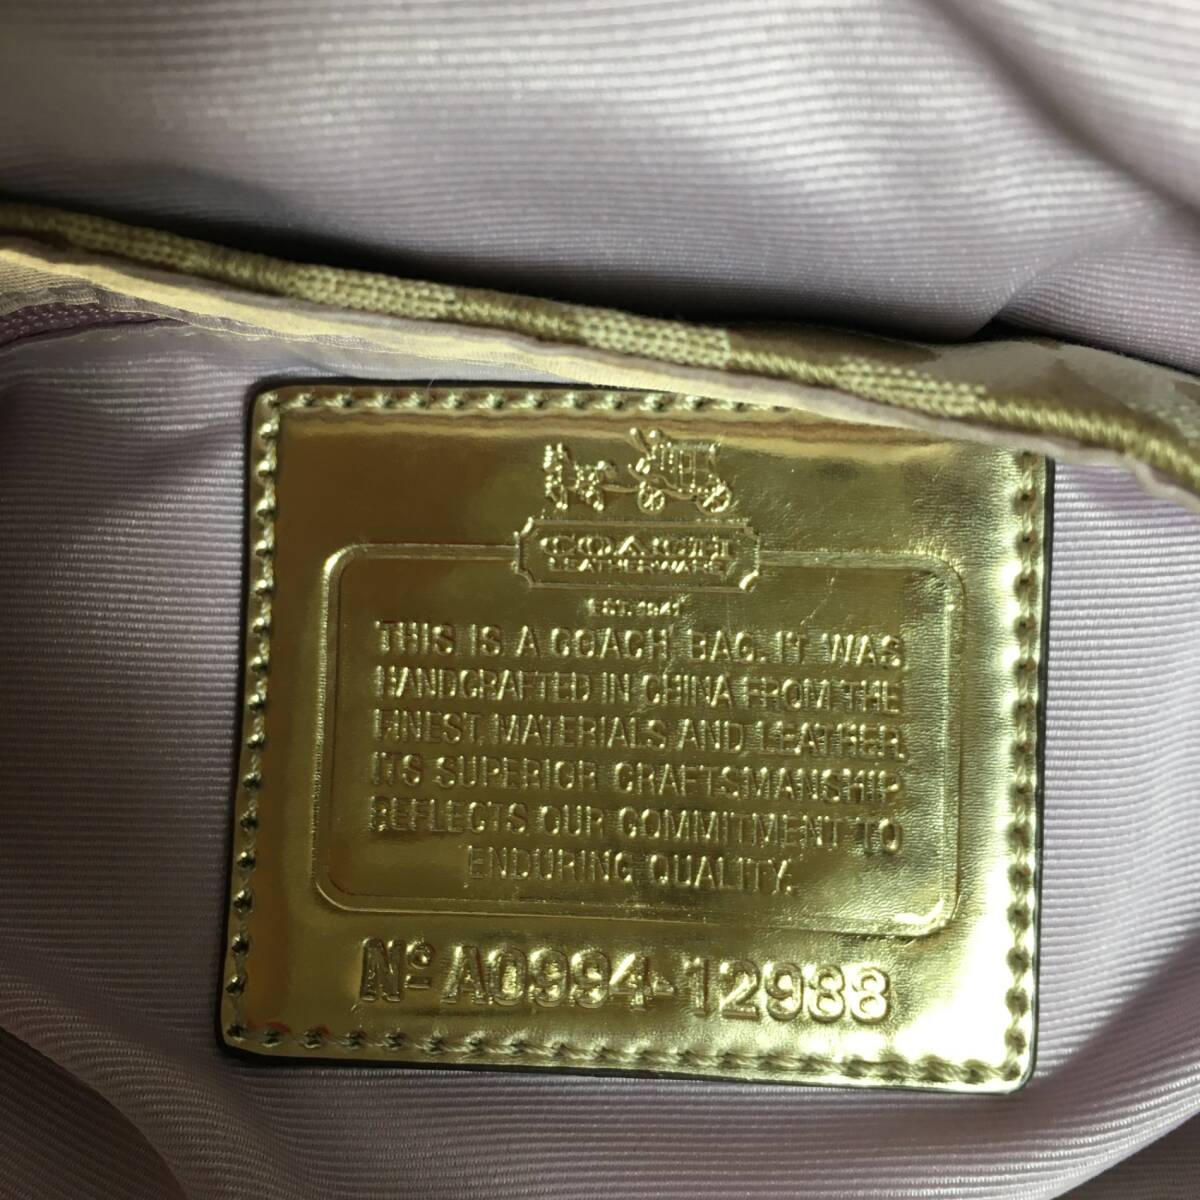 COACH
LEATHERWARE
EST. 1941
THIS IS A COACH BAG. IT WAS
HANDCRAFTED IN CHINA FROM THE
FINEST MATERIALS AND LEATHER.
ITS SUPERIOR CRAFTSMANSHIP
REFLECTS OUR COMMITMENT TO
ENDURING QUALITY.
Nº A0994-12988